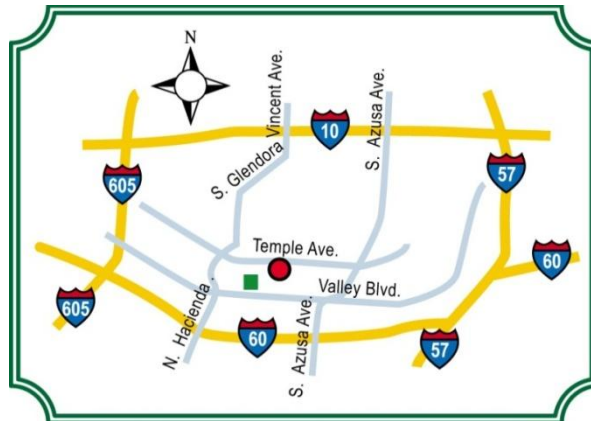 N
Vincent Ave.
S. Glendora
S. Azusa Ave.
10
605
57
Temple Ave.
60
Valley Blvd.
605
N. Hacienda .
60
S. Azusa Ave.
57